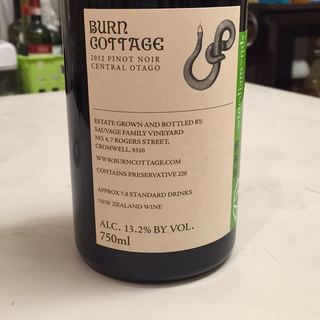 BURN
COTTAGE
2012 PINOT NOIR
CENTRAL OTAGO
ESTATE GROWN AND BOTTLED BY:
SAUVAGE FAMILY VINEYARD
NO. 4, 7 ROGERS STREET,
CROMWELL, 9310
WWW.BURNCOTTAGE.COM
CONTAINS PRESERVATIVE 220
APPROX 7.8 STANDARD DRINKS
NEW ZEALAND WINE
ALC. 13.2% BY VOL.
750ml